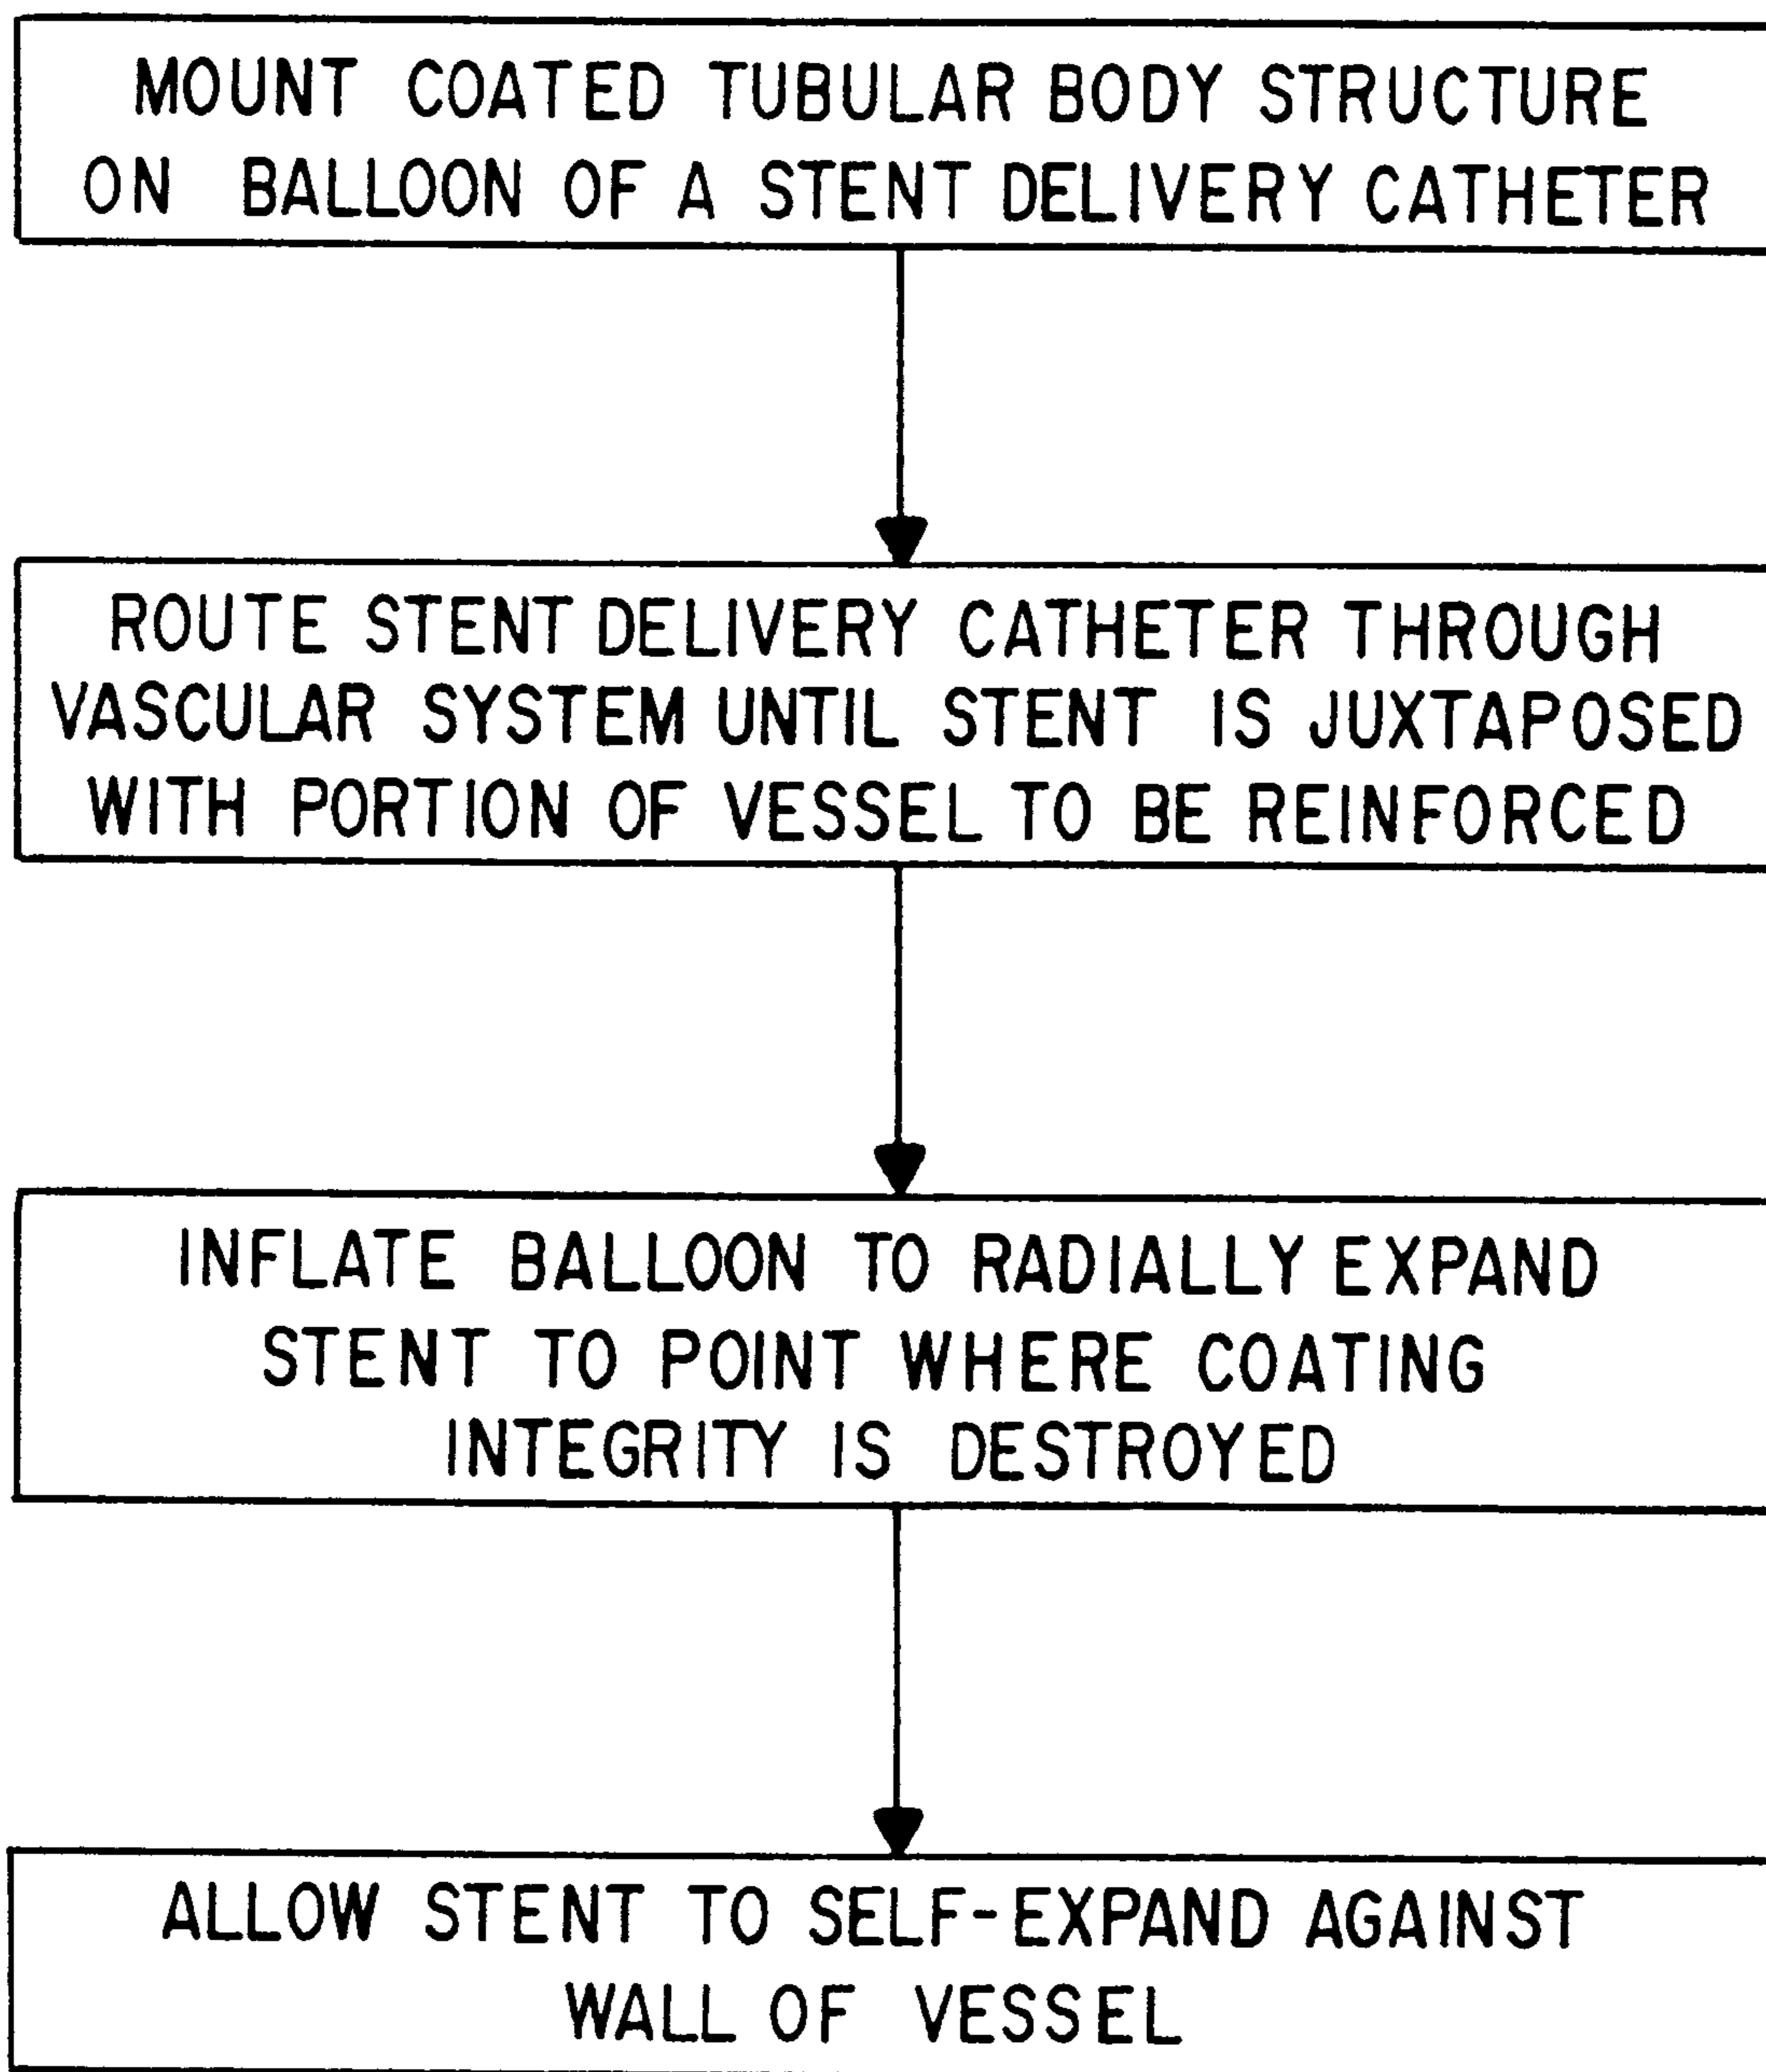 MOUNT COATED TUBULAR BODY STRUCTURE
ON BALLOON OF A STENT DELIVERY CATHETER
ROUTE STENT DELIVERY CATHETER THROUGH
VASCULAR SYSTEM UNTIL STENT IS JUXTAPOSED
WITH PORTION OF VESSEL TO BE REINFORCED
INFLATE BALLOON TO RADIALLY EXPAND
STENT TO POINT WHERE COATING
INTEGRITY IS DESTROYED
ALLOW STENT TO SELF-EXPAND AGAINST
WALL OF VESSEL